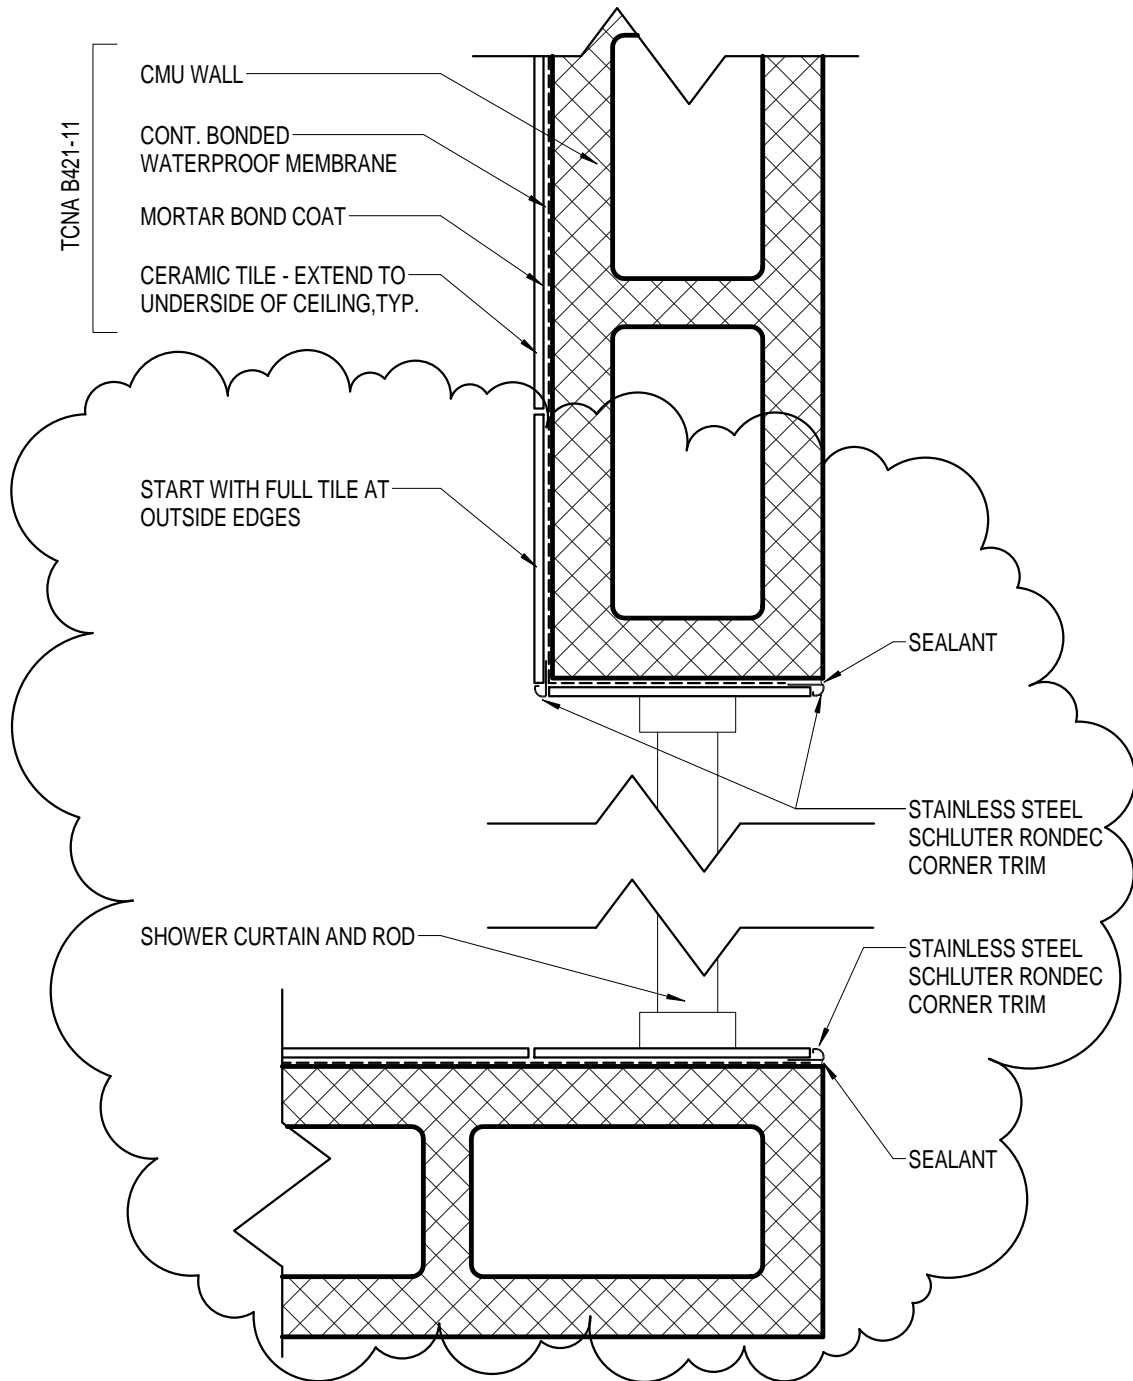 TCNA B421-11
CMU WALL
CONT. BONDED
WATERPROOF MEMBRANE
MORTAR BOND COAT
CERAMIC TILE - EXTEND TO
UNDERSIDE OF CEILING,TYP.
START WITH FULL TILE AT
OUTSIDE EDGES
SEALANT
STAINLESS STEEL
SCHLUTER RONDEC
CORNER TRIM
SHOWER CURTAIN AND ROD
STAINLESS STEEL
SCHLUTER RONDEC
CORNER TRIM
SEALANT